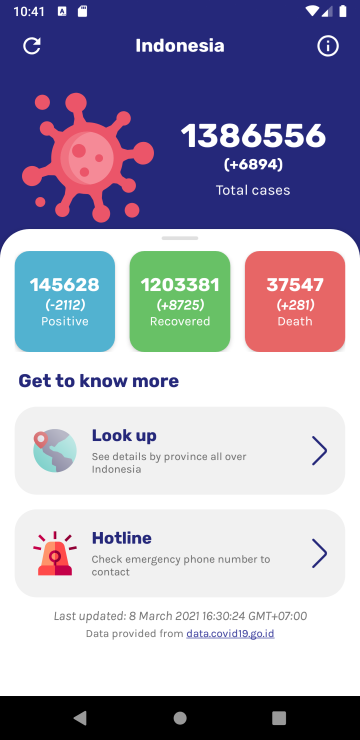 10:41
Indonesia
1386556
(+6894)
Total cases
145628
(-2112)
Positive
1203381
(+8725)
Recovered
37547
(+281)
Death
Get to know more
Look up
See details by province all over
Indonesia
Hotline
Check emergency phone number to
contact
Last updated: 8 March 2021 16:30:24 GMT+07:00
Data provided from data.covid19.go.id